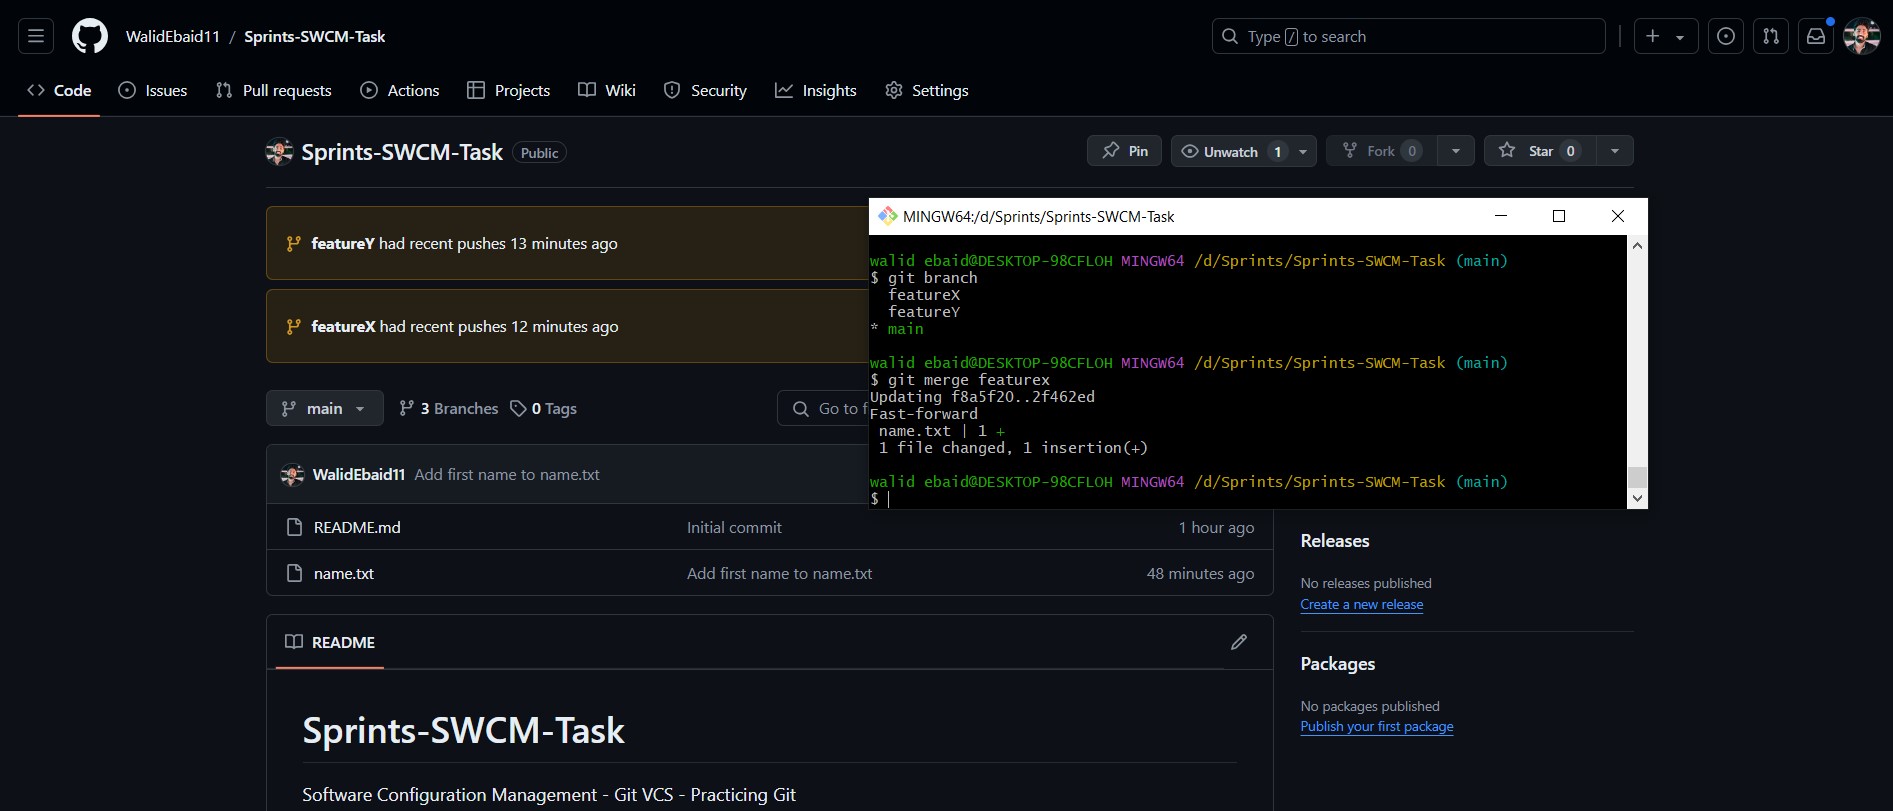 WalidEbaid11 / Sprints-SWCM-Task
Type / to search
Code Issues Pull requests Actions Projects Wiki Security Insights Settings
Sprints-SWCM-Task Public
Pin Unwatch 1 Fork 0 Star 0
featureY had recent pushes 13 minutes ago
featureX had recent pushes 12 minutes ago
main 3 Branches 0 Tags
Go to f
WalidEbaid11 Add first name to name.txt
README.md Initial commit 1 hour ago
name.txt Add first name to name.txt 48 minutes ago
README
Sprints-SWCM-Task
Software Configuration Management - Git VCS - Practicing Git
MINGW64:/d/Sprints/Sprints-SWCM-Task
walid ebaid@DESKTOP-98CFLOH MINGW64 /d/Sprints/Sprints-SWCM-Task (main)
$ git branch
featureX
featureY
* main
walid ebaid@DESKTOP-98CFLOH MINGW64 /d/Sprints/Sprints-SWCM-Task (main)
$ git merge featurex
Updating f8a5f20..2f462ed
Fast-forward
name.txt | 1 +
1 file changed, 1 insertion(+)
walid ebaid@DESKTOP-98CFLOH MINGW64 /d/Sprints/Sprints-SWCM-Task (main)
$
Releases
No releases published
Create a new release
Packages
No packages published
Publish your first package